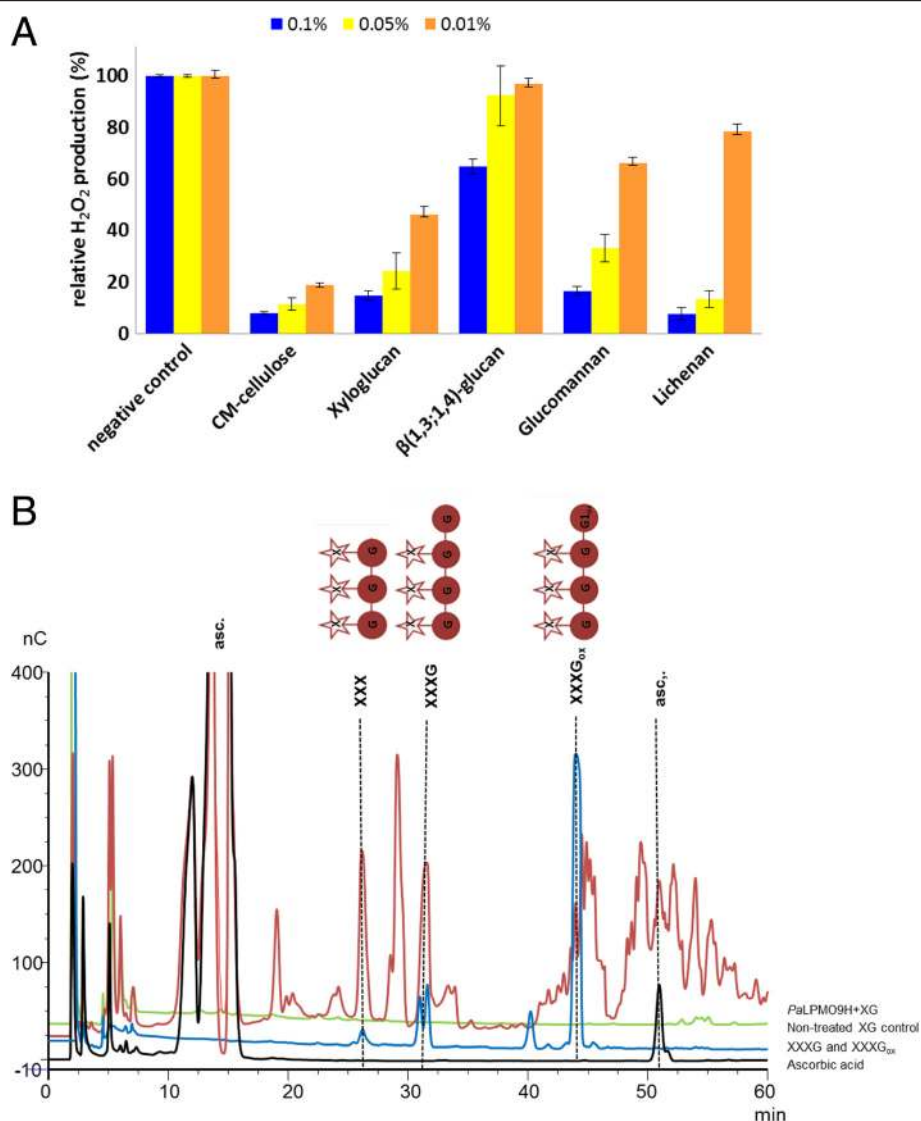 A
0.1% 0.05% 0.01%
relative H₂O₂ production (%)
100
80
60
40
20
0
negative control
CM-cellulose
Xyloglucan
β(1,3;1,4)-glucan
Glucomannan
Lichenan
B
G
X G X G
X G X G X G
X G X G X G
X G
nC
asc.
XXX
XXXG
XXXGox
asc,.
400
300
200
100
-10
PaLPMO9H+XG
Non-treated XG control
XXXG and XXXGox
Ascorbic acid
0 10 25 30 40 50 60
min